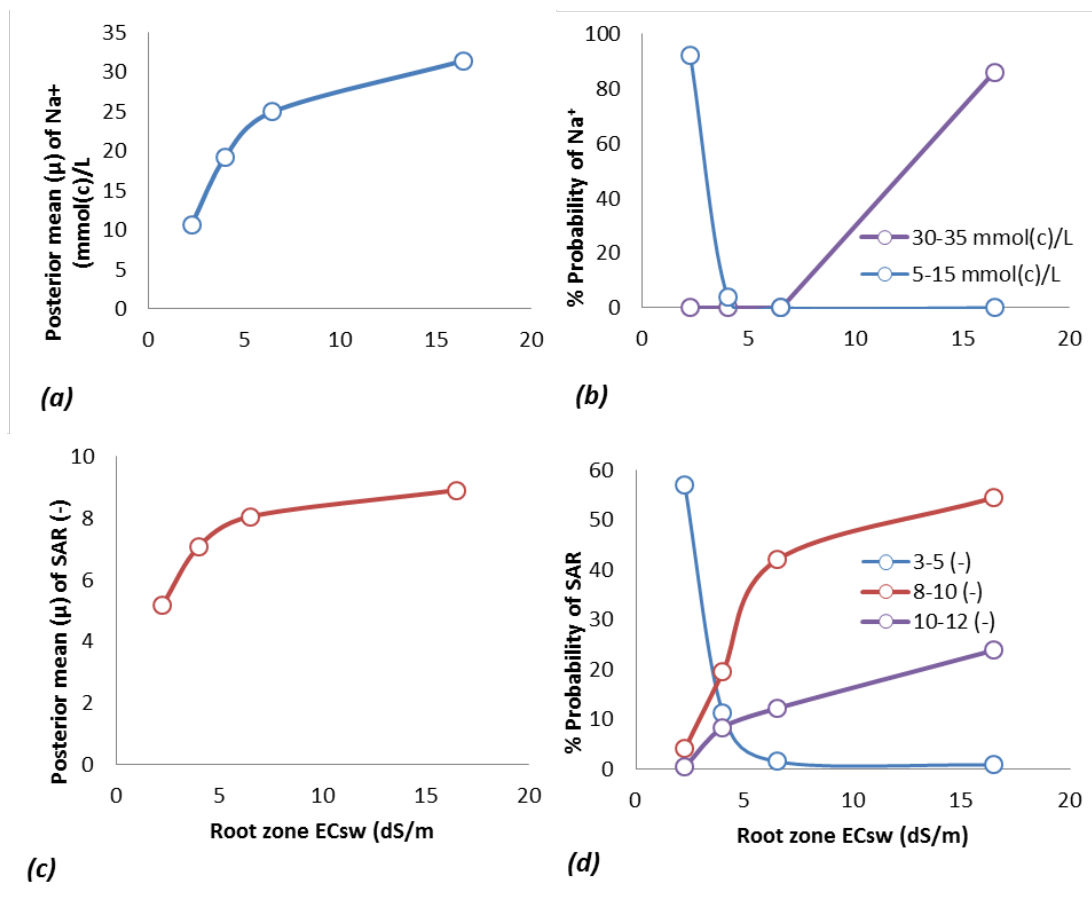 Posterior mean (μ) of Na+
(mmol(c)/L
35
30
25
20
15
10
5
0
0 5 10 15 20
(a)
% Probability of Na⁺
100
80
60
40
20
0
0 5 10 15 20
30-35 mmol(c)/L
5-15 mmol(c)/L
(b)
Posterior mean (μ) of SAR (-)
10
8
6
4
2
0
0 5 10 15 20
Root zone ECsw (dS/m
(c)
% Probability of SAR
60
50
40
30
20
10
0
0 5 10 15 20
3-5 (-)
8-10 (-)
10-12 (-)
Root zone ECsw (dS/m)
(d)